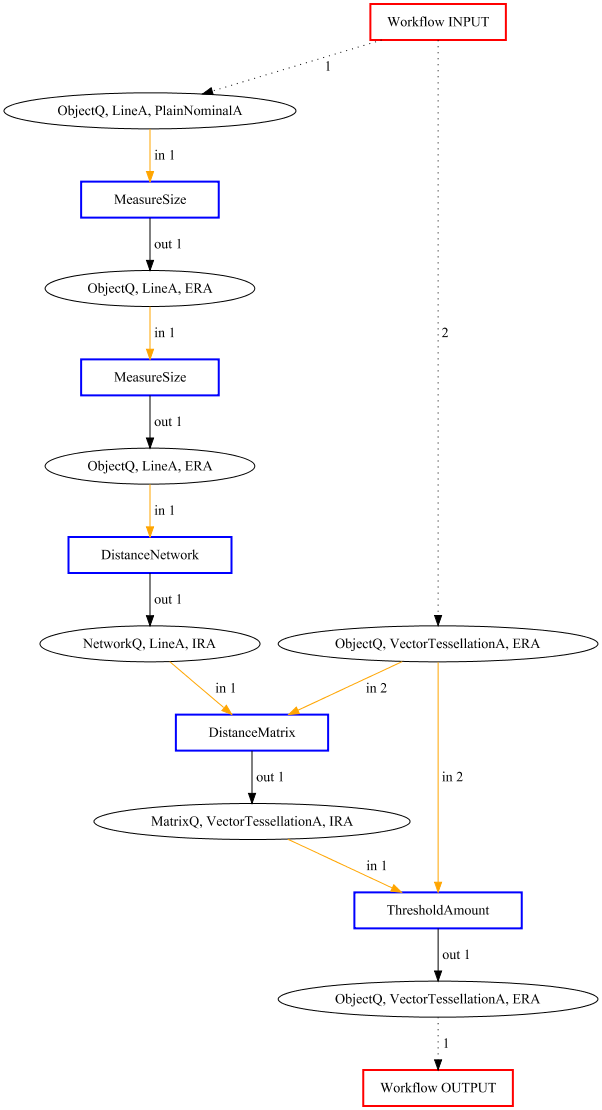 Workflow INPUT
1
ObjectQ, LineA, PlainNominalA
in 1
MeasureSize
out 1
ObjectQ, LineA, ERA
in 1
2
MeasureSize
out 1
ObjectQ, LineA, ERA
in 1
DistanceNetwork
out 1
NetworkQ, LineA, IRA
ObjectQ, VectorTessellationA, ERA
in 1
in 2
DistanceMatrix
out 1
in 2
MatrixQ, VectorTessellationA, IRA
in 1
ThresholdAmount
out 1
ObjectQ, VectorTessellationA, ERA
1
Workflow OUTPUT